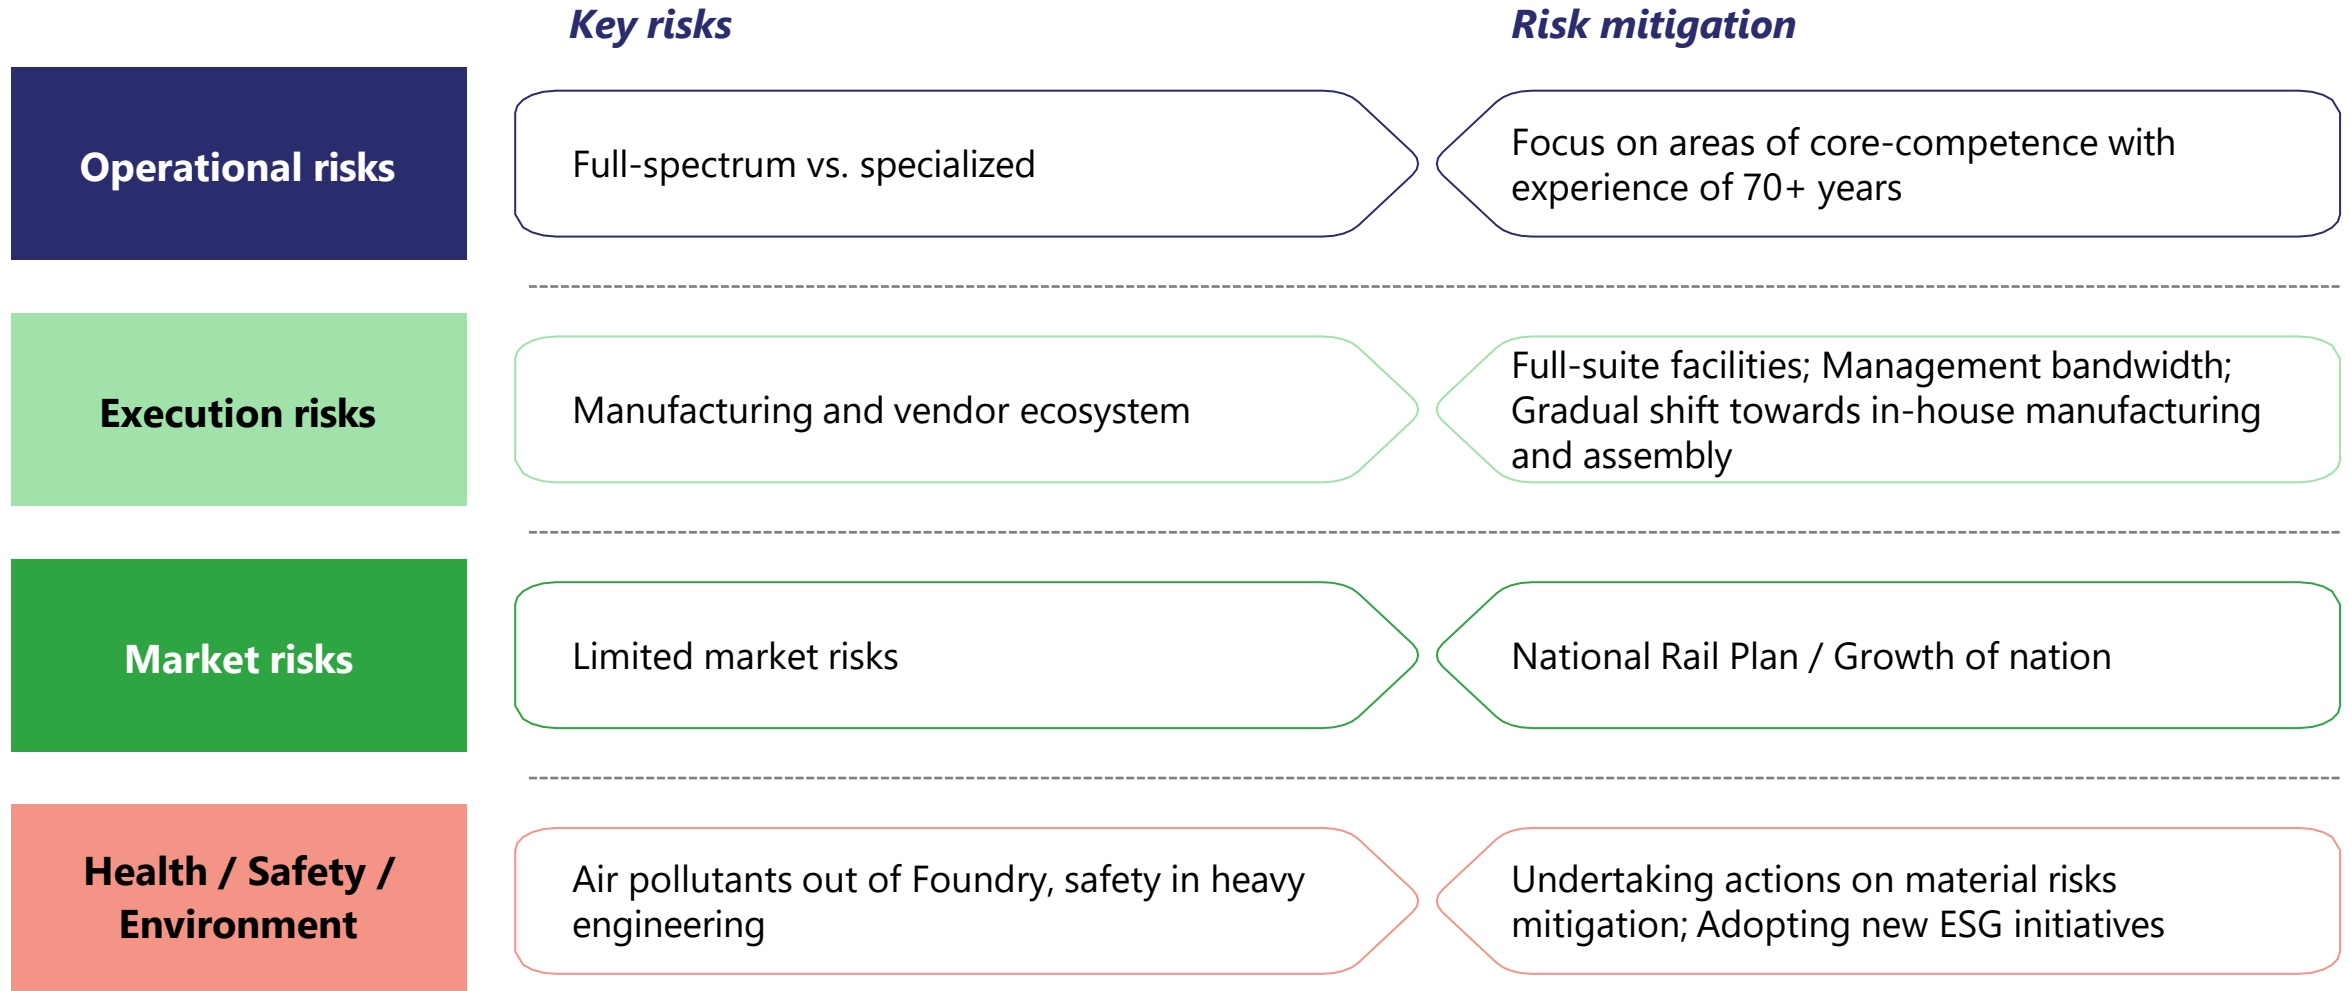 Key risks
Risk mitigation
Operational risks
Full-spectrum vs. specialized
Focus on areas of core-competence with
experience of 70+ years
Execution risks
Manufacturing and vendor ecosystem
Full-suite facilities; Management bandwidth;
Gradual shift towards in-house manufacturing
and assembly
Market risks
Limited market risks
National Rail Plan / Growth of nation
Health / Safety /
Environment
Air pollutants out of Foundry, safety in heavy
engineering
Undertaking actions on material risks
mitigation; Adopting new ESG initiatives